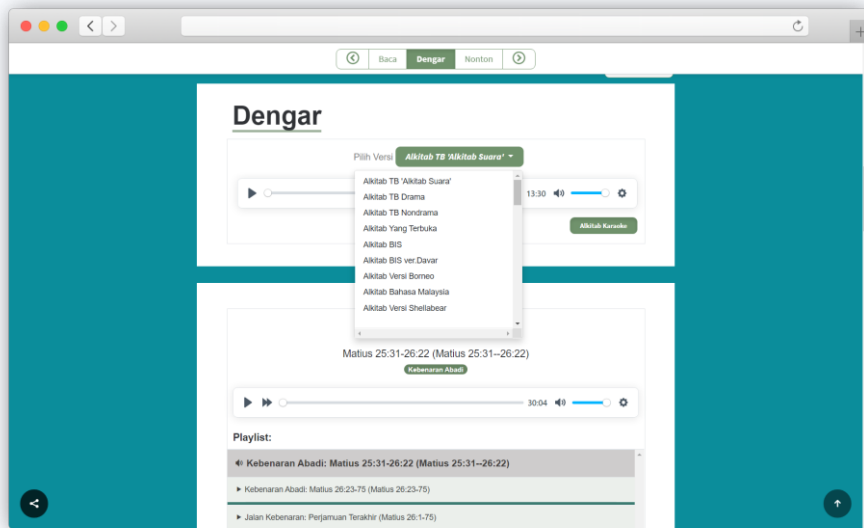 Baca Dengar Nonton
Dengar
Pilih Versi Alkitab TB 'Alkitab Suara'
Alkitab TB 'Alkitab Suara'
Alkitab TB Drama
13:30
Alkitab TB Nondrama
Alkitab Yang Terbuka
Alkitab Karaoke
Alkitab BIS
Alkitab BIS ver.Davar
Alkitab Versi Borneo
Alkitab Bahasa Malaysia
Alkitab Versi Shellabear
Matius 25:31-26:22 (Matius 25:31--26:22)
Kebenaran Abadi
30:04
Playlist:
Kebenaran Abadi: Matius 25:31-26:22 (Matius 25:31--26:22)
Kebenaran Abadi: Matius 26:23-75 (Matius 26:23-75)
Jalan Kebenaran: Perjamuan Terakhir (Matius 26:1-75)